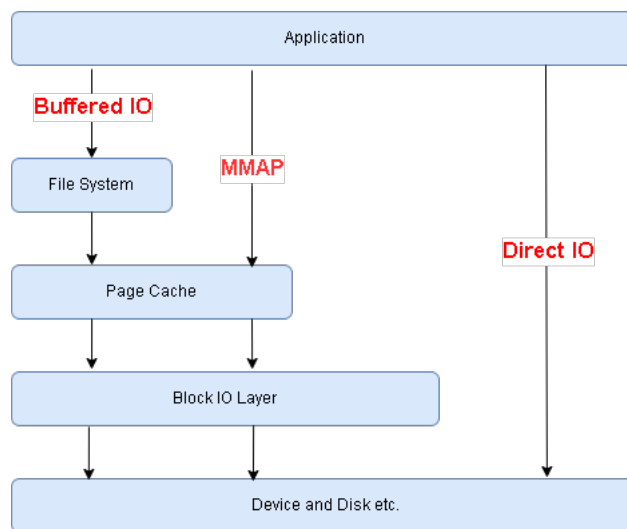 Application
Buffered IO
MMAP
File System
Direct IO
Page Cache
Block IO Layer
Device and Disk etc.